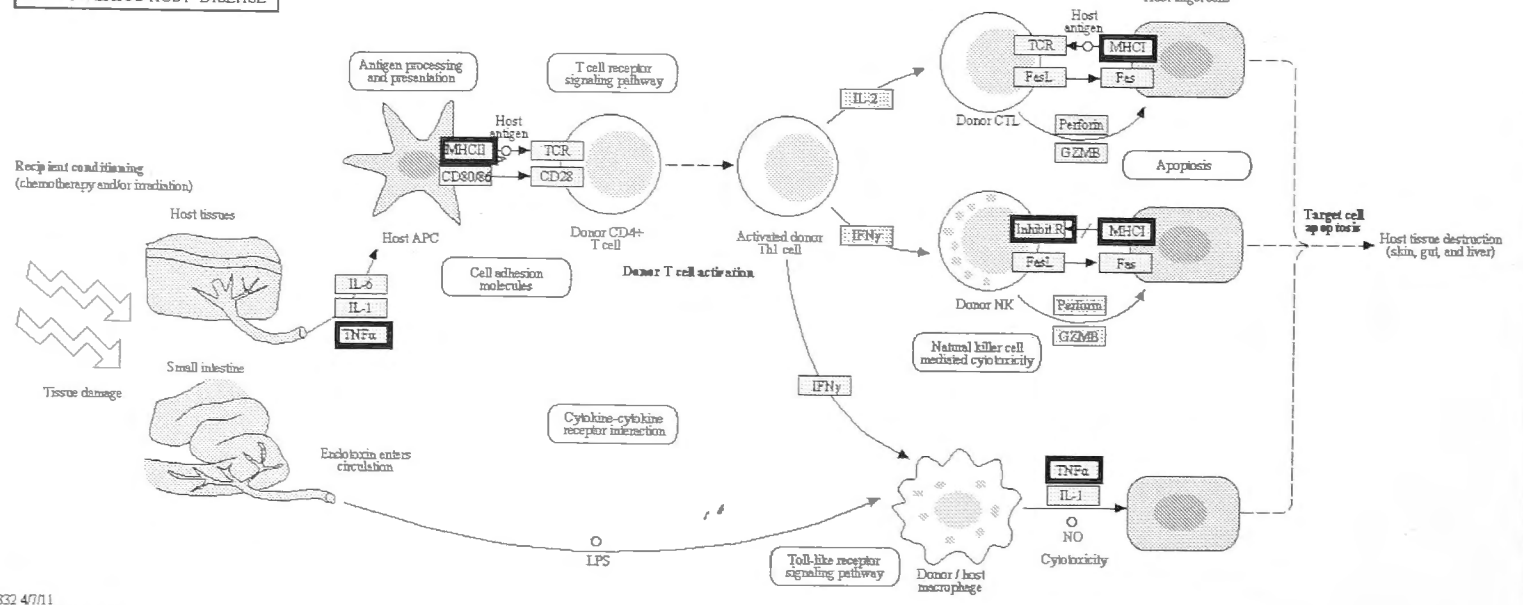 Host
antigen
TCR
MHCI
FasL
Fas
Donor CTL
Perforin
GZMB
Apoptosis
Antigen processing
and presentation
T cell receptor
signaling pathway
IL-2
Host
antigen
MHCII
TCR
CD80/86
CD28
Host APC
Donor CD4+
T cell
Activated donor
Th1 cell
Recipient conditioning
(chemotherapy and/or irradiation)
Host tissues
IL-6
IL-1
TNFα
Cell adhesion
molecules
Donor T cell activation
IFNγ
Inhibit R
MHCI
FasL
Fas
Donor NK
Perforin
GZMB
Target cell
apoptosis
Host tissue destruction
(skin, gut, and liver)
Natural killer cell
mediated cytotoxicity
Tissue damage
Small intestine
IFNγ
Cytokine-cytokine
receptor interaction
Endotoxin enters
circulation
LPS
Toll-like receptor
signaling pathway
Donor / host
macrophage
TNFα
IL-1
NO
Cytotoxicity
832 4/7/11